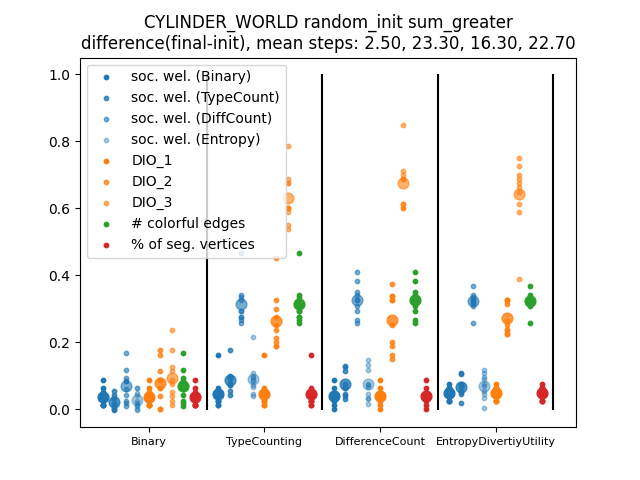 CYLINDER_WORLD random_init sum_greater
difference(final-init), mean steps: 2.50, 23.30, 16.30, 22.70
1.0
0.8
0.6
0.4
0.2
0.0
soc. wel. (Binary)
soc. wel. (TypeCount)
soc. wel. (DiffCount)
soc. wel. (Entropy)
DIO_1
DIO_2
DIO_3
# colorful edges
% of seg. vertices
Binary
TypeCounting
DifferenceCount
EntropyDivertiyUtility